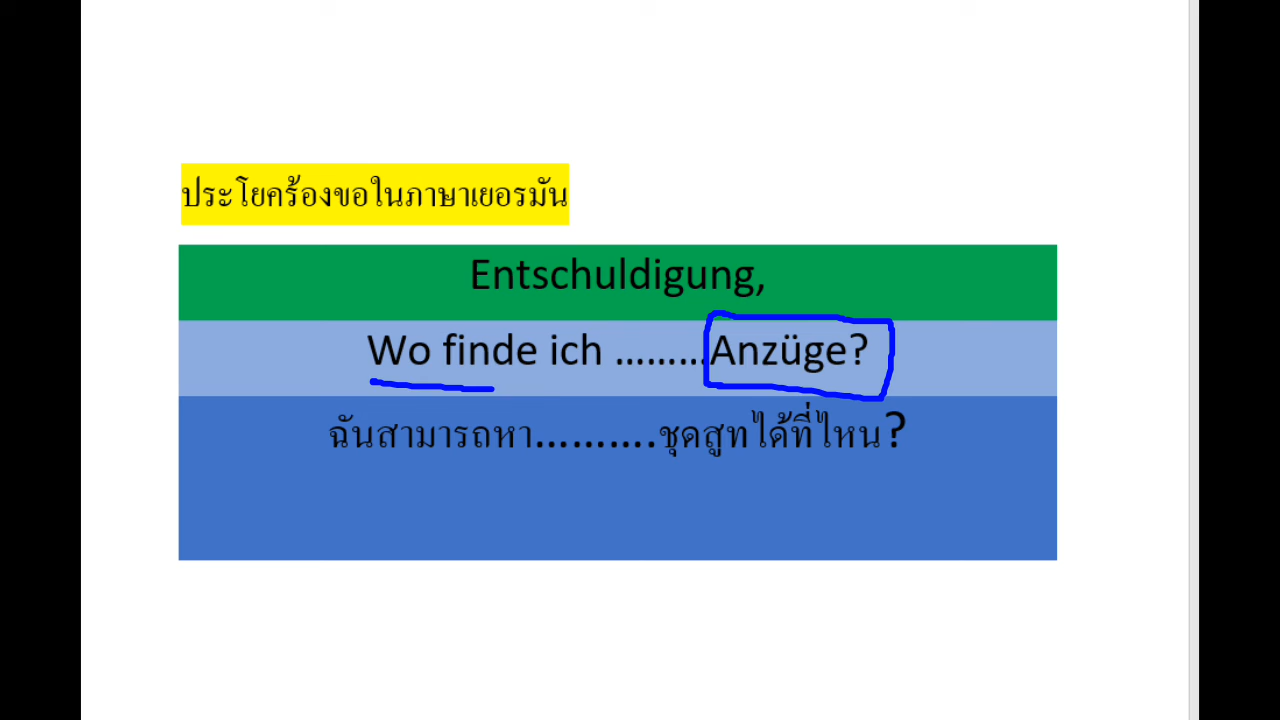 ประโยคร้องขอในภาษาเยอรมัน
Entschuldigung,
Wo finde ich .........Anzüge?
ฉันสามารถหา..........ชุดสูทได้ที่ไหน?